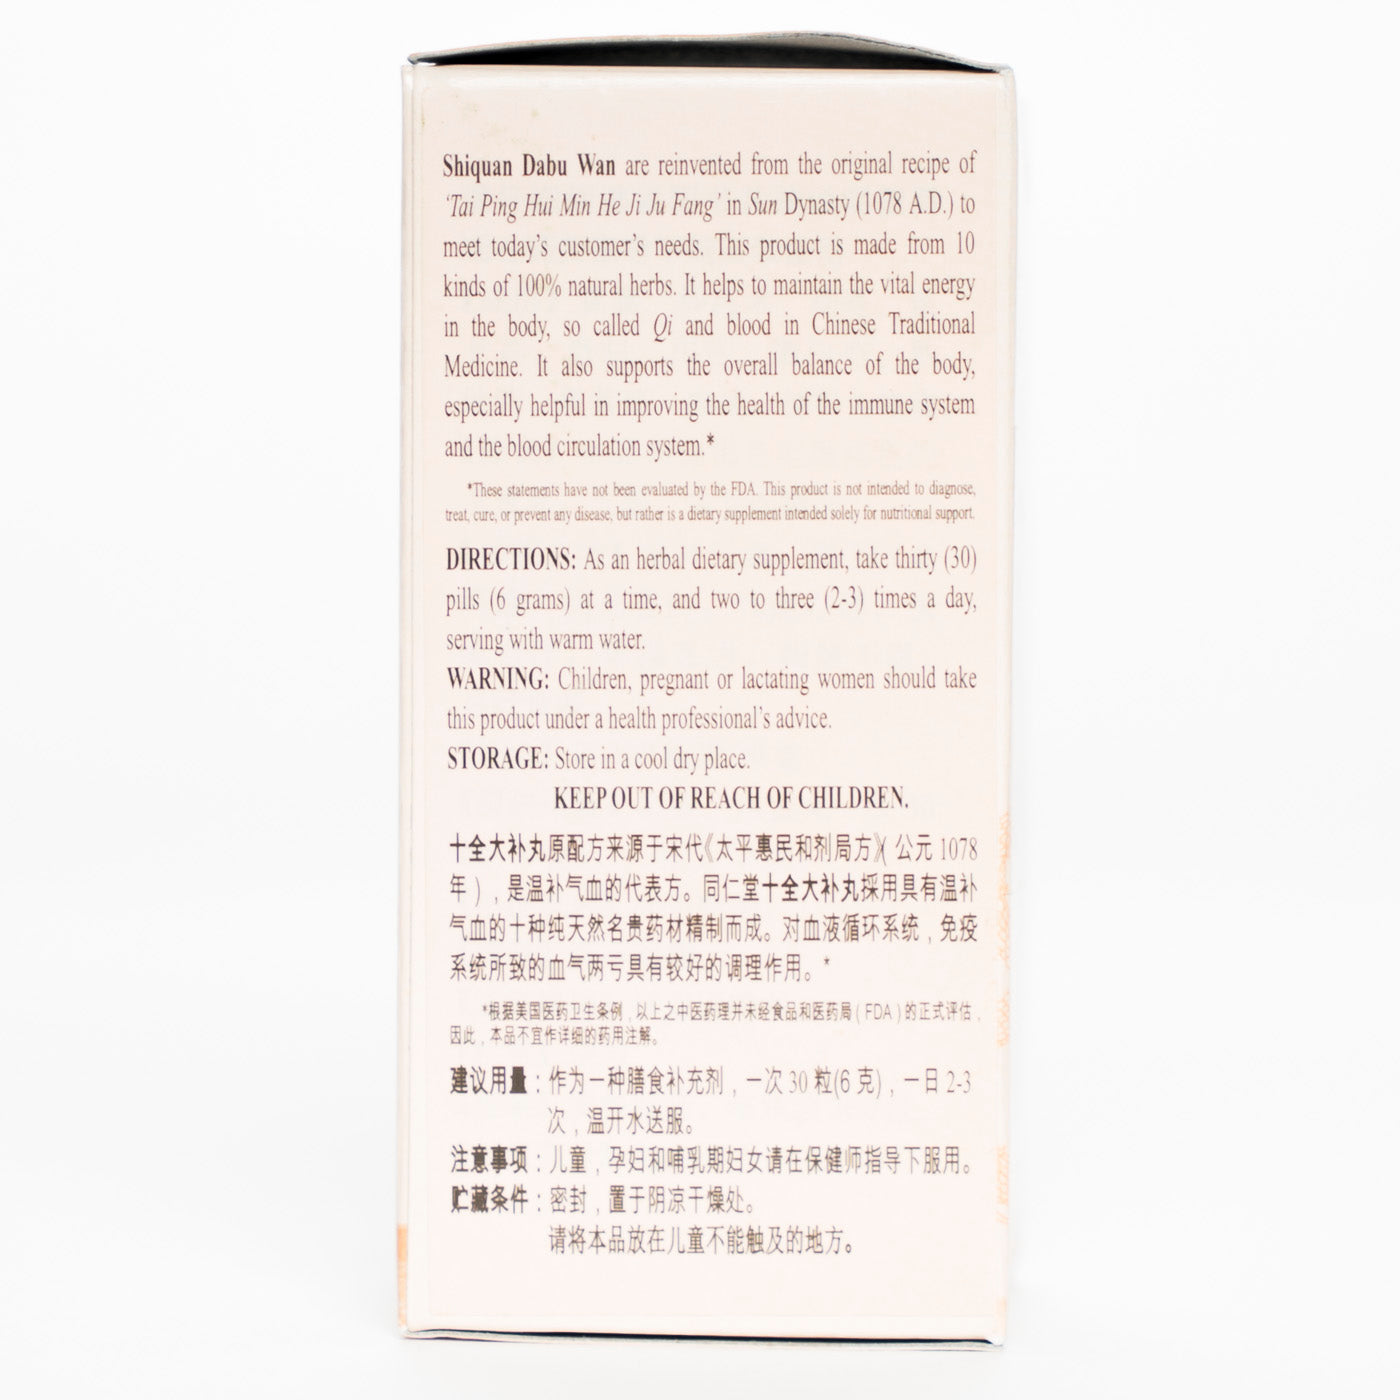 Shiquan Dabu Wan are reinvented from the original recipe of
‘Tai Ping Hui Min He Ji Ju Fang’ in Sun Dynasty (1078 A.D.) to
meet today’s customer’s needs. This product is made from 10
kinds of 100% natural herbs. It helps to maintain the vital energy
in the body, so called Qi and blood in Chinese Traditional
Medicine. It also supports the overall balance of the body,
especially helpful in improving the health of the immune system
and the blood circulation system.*
*These statements have not been evaluated by the FDA. This product is not intended to diagnose,
treat, cure, or prevent any disease, but rather is a dietary supplement intended solely for nutritional support.
DIRECTIONS: As an herbal dietary supplement, take thirty (30)
pills (6 grams) at a time, and two to three (2-3) times a day,
serving with warm water.
WARNING: Children, pregnant or lactating women should take
this product under a health professional’s advice.
STORAGE: Store in a cool dry place.
KEEP OUT OF REACH OF CHILDREN.
十全大补丸原配方来源于宋代《太平惠民和剂局方》(公元 1078
年),是温补气血的代表方。同仁堂十全大补丸採用具有温补
气血的十种纯天然名贵药材精制而成。对血液循环系统,免疫
系统所致的血气两亏具有较好的调理作用。*
*根据美国医药卫生条例,以上之中医药理并未经食品和医药局(FDA)的正式评估,
因此,本品不宜作详细的药用注解。
建议用量:作为一种膳食补充剂,一次 30 粒(6 克),一日 2-3
次,温开水送服。
注意事项:儿童,孕妇和哺乳期妇女请在保健师指导下服用。
贮藏条件:密封,置于阴凉干燥处。
请将本品放在儿童不能触及的地方。